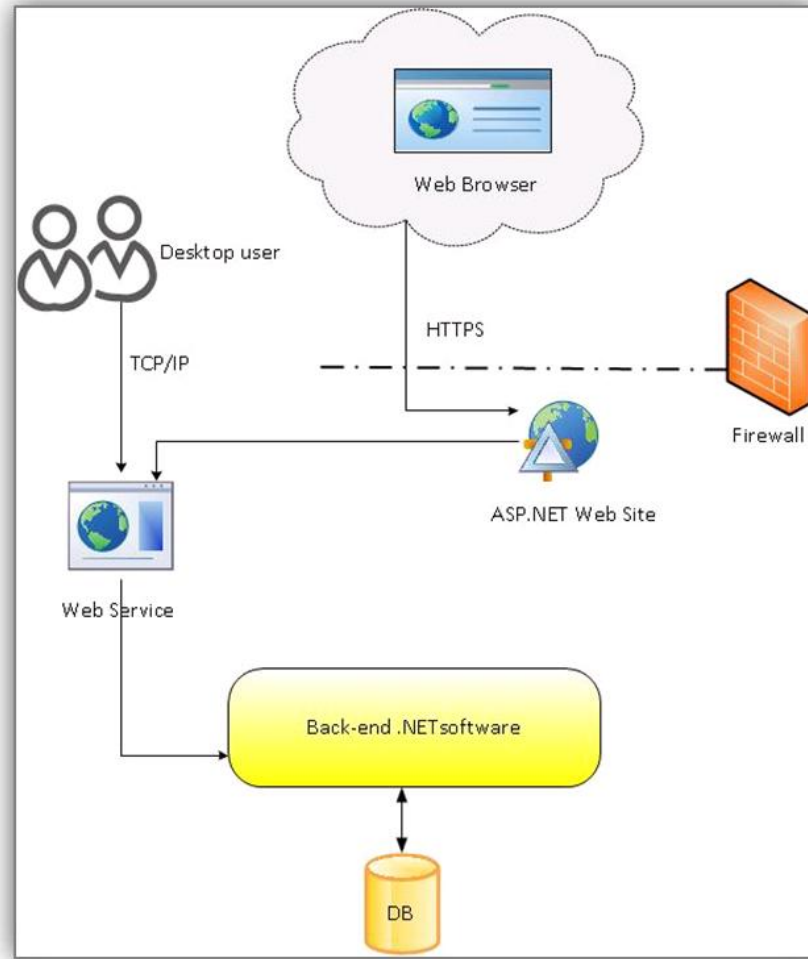 Web Browser
Desktop user
HTTPS
TCP/IP
Firewall
ASP.NET Web Site
Web Service
Back-end .NETsoftware
DB